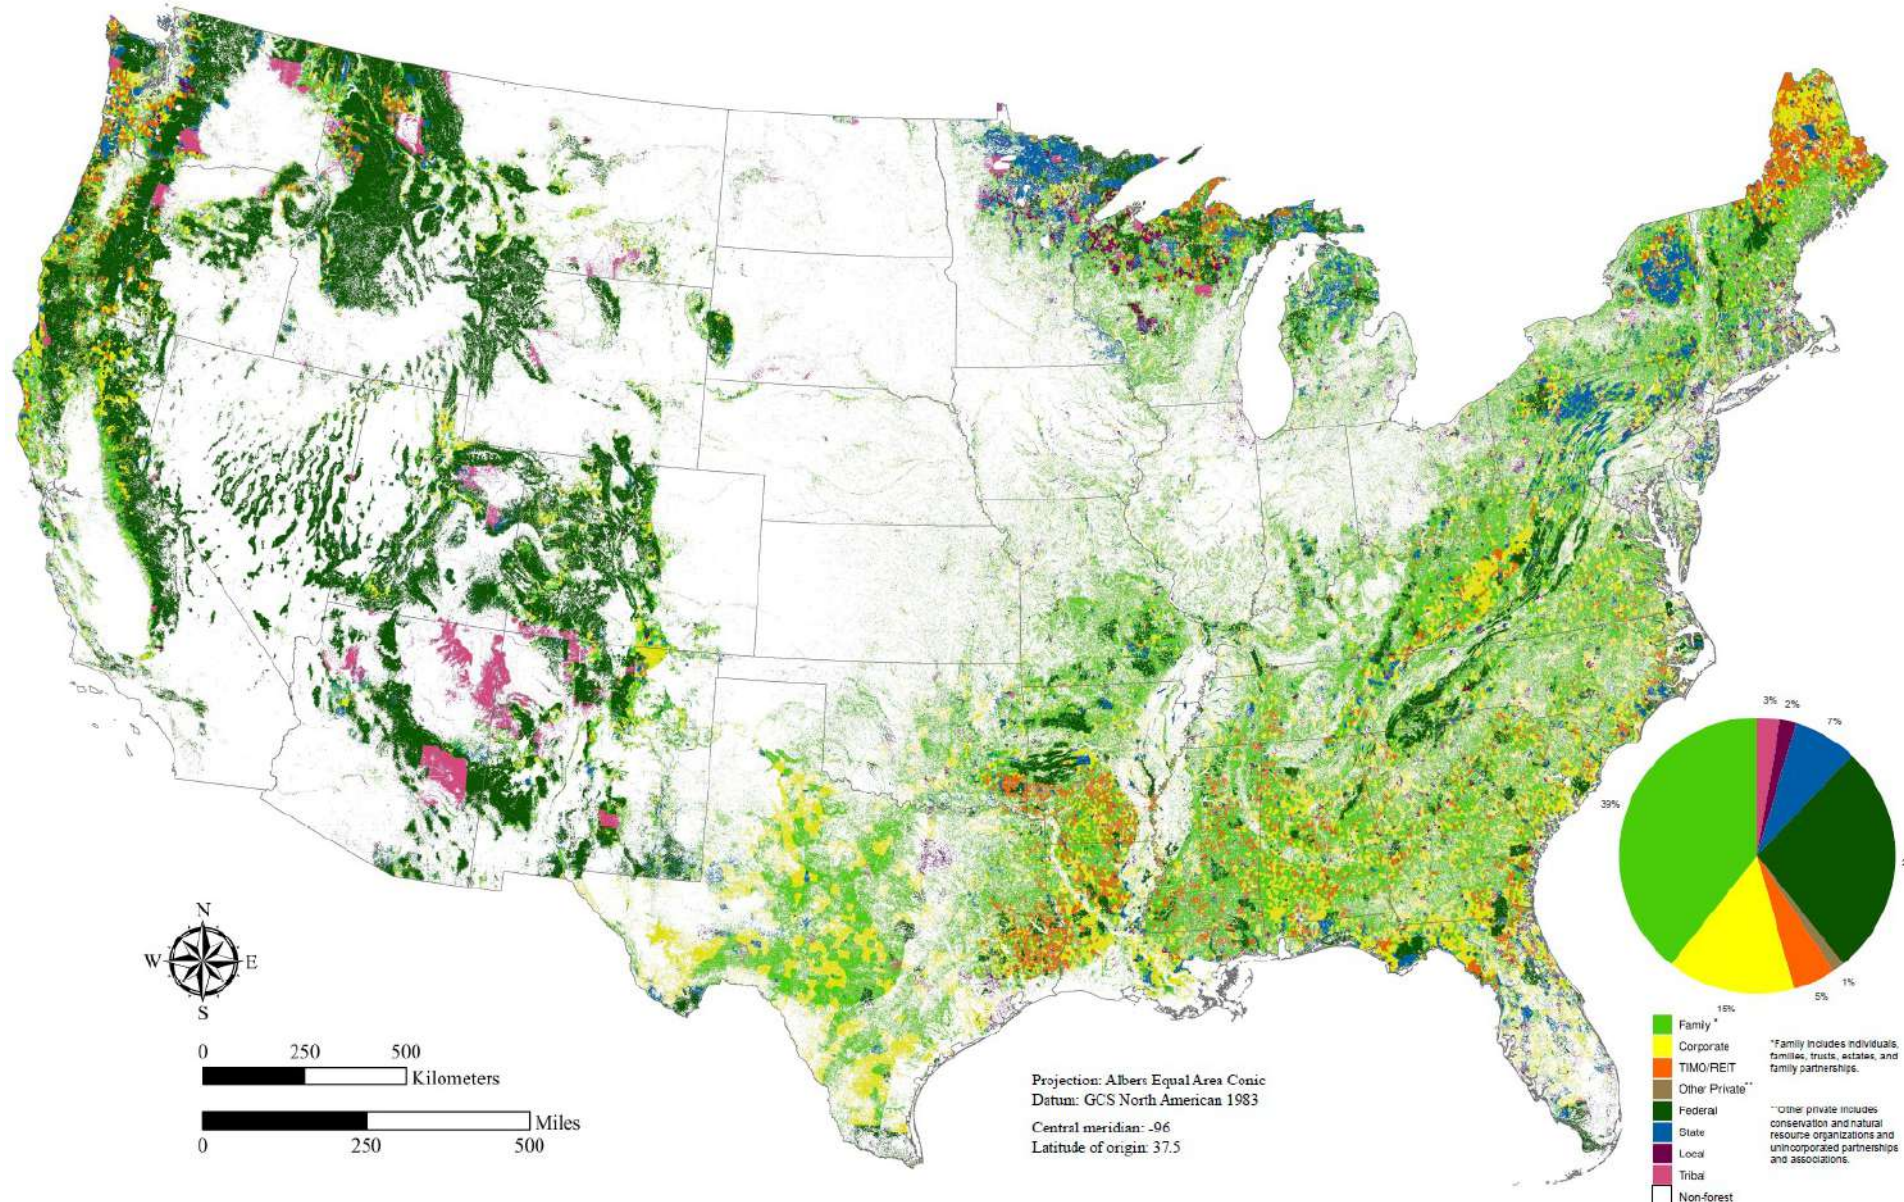 N
W E
S
0 250 500
Kilometers
Miles
0 250 500
Projection: Albers Equal Area Conic
Datum: GCS North American 1983
Central meridian: -96
Latitude of origin: 37.5
3% 2%
7%
39%
1%
5%
15%
Family *
Corporate
TIMO/REIT
Other Private**
Federal
State
Local
Tribal
Non-forest
*Family includes individuals,
families, trusts, estates, and
family partnerships.
**Other private includes
conservation and natural
resource organizations and
unincorporated partnerships
and associations.